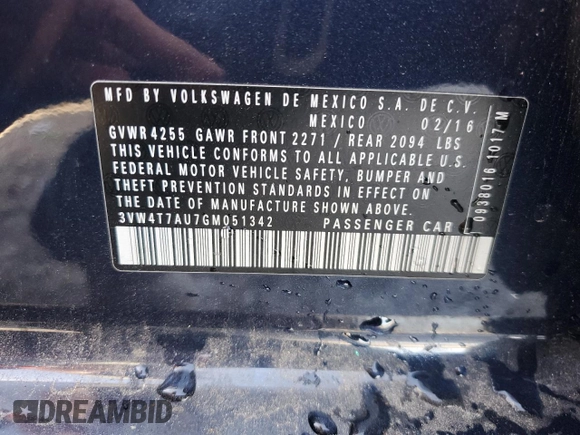 MFD BY VOLKSWAGEN DE MEXICO S.A. DE C.V.
MEXICO 02/16
GVWR 4255 GAWR FRONT 2271 / REAR 2094 LBS
THIS VEHICLE CONFORMS TO ALL APPLICABLE U.S.
FEDERAL MOTOR VEHICLE SAFETY, BUMPER AND
THEFT PREVENTION STANDARDS IN EFFECT ON
THE DATE OF MANUFACTURE SHOWN ABOVE.
3VW4T7AU7GM051342 PASSENGER CAR
0938016 1017 M
DREAMBID